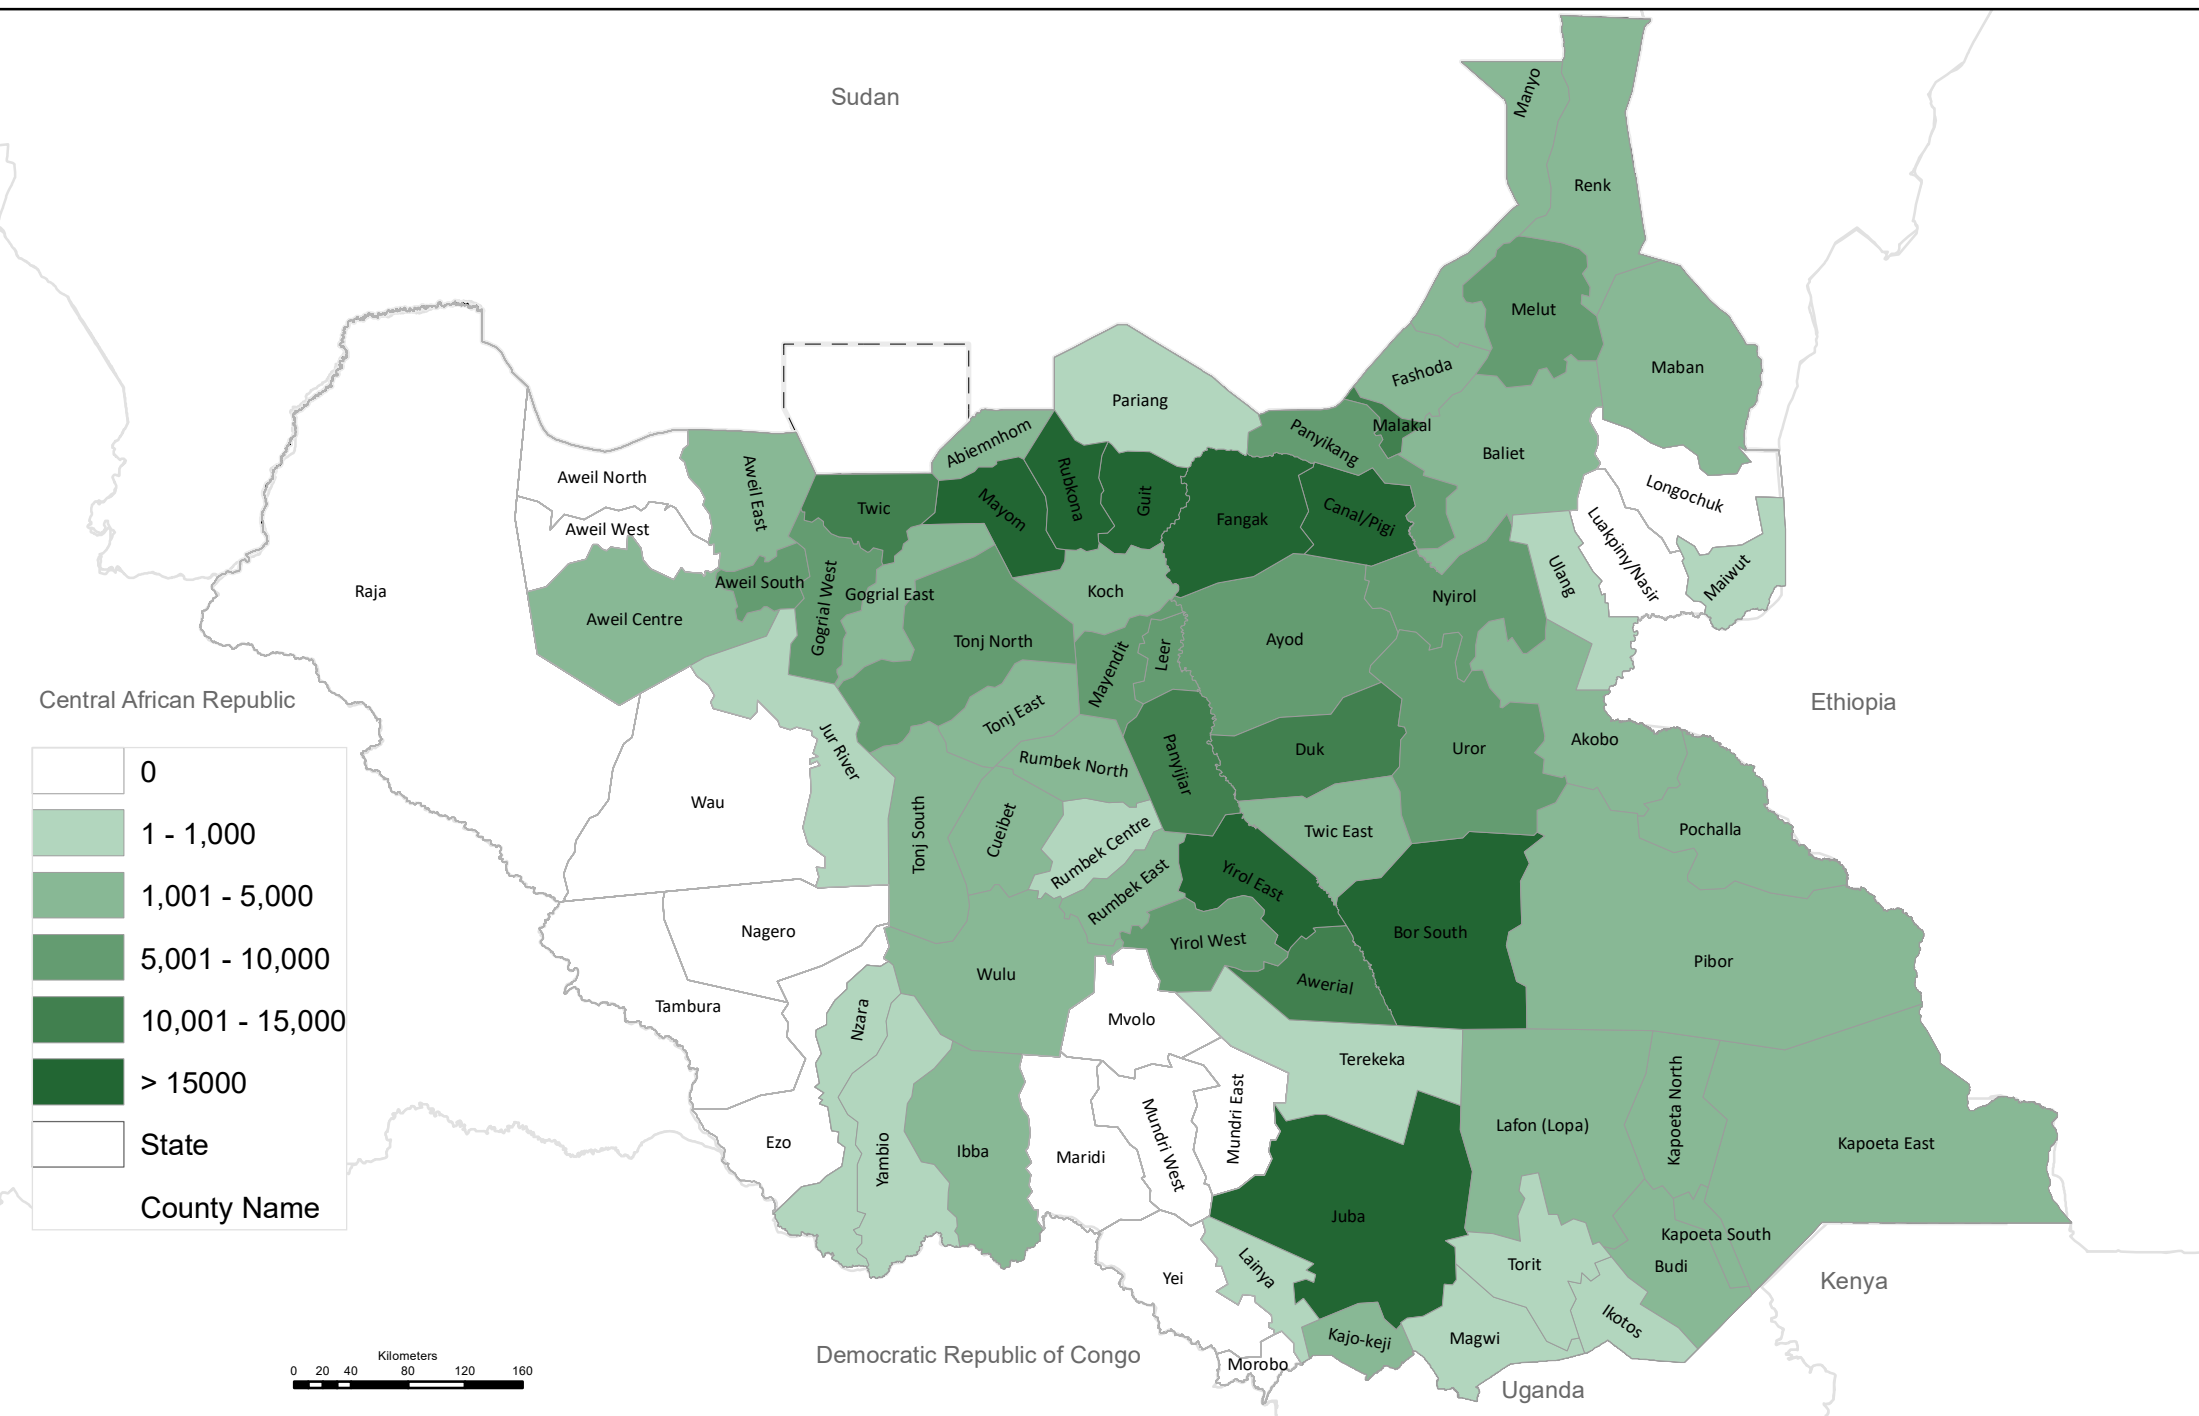 Sudan
Manyo
Renk
Melut
Maban
Fashoda
Pariang
Malakal
Panyikang
Baliet
Abiemnhom
Aweil North
Aweil East
Twic
Mayom
Rubkona
Guit
Fangak
Canal/Pigi
Longochuk
Aweil West
Luakpiny/Nasir
Ulang
Maiwut
Raja
Aweil South
Gogrial West
Gogrial East
Koch
Nyirol
Aweil Centre
Tonj North
Mayendit
Leer
Ayod
Central African Republic
Ethiopia
Tonj East
Jur River
Rumbek North
Panyijiar
Duk
Uror
Akobo
Wau
Tonj South
Cueibet
Rumbek Centre
Twic East
Pochalla
Rumbek East
Yirol East
Nagero
Yirol West
Bor South
Pibor
Wulu
Awerial
Tambura
Nzara
Mvolo
Terekeka
Mundri East
Mundri West
Lafon (Lopa)
Kapoeta North
Kapoeta East
Ezo
Yambio
Ibba
Maridi
Juba
Kapoeta South
Budi
Torit
Yei
Lainya
Kenya
Ikotos
Kajo-keji
Magwi
Morobo
Democratic Republic of Congo
Uganda
0
1 - 1,000
1,001 - 5,000
5,001 - 10,000
10,001 - 15,000
> 15000
State
County Name
Kilometers
0 20 40 80 120 160